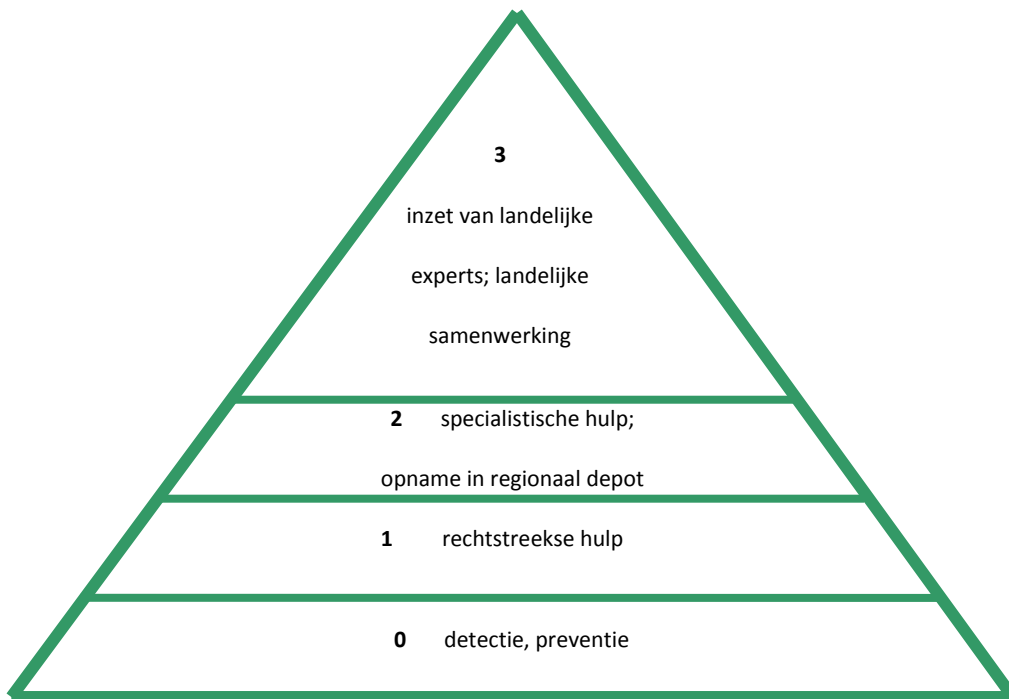 3
inzet van landelijke
experts; landelijke
samenwerking
2 specialistische hulp;
opname in regionaal depot
1 rechtstreekse hulp
0 detectie, preventie